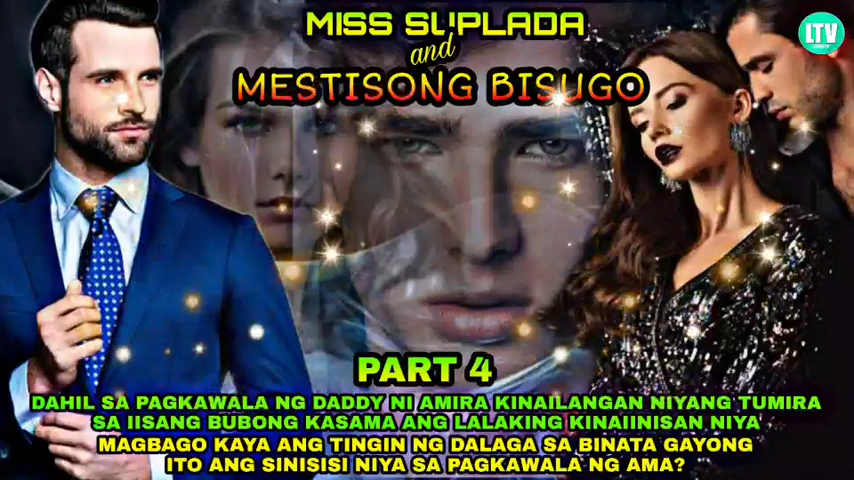 MISS SUPLADA
and
MESTISONG BISUGO
LTV
PART 4
DAHIL SA PAGKAWALA NG DADDY NI AMIRA KINAILANGAN NIYANG TUMIRA
SA IISANG BUBONG KASAMA ANG LALAKING KINAIINISAN NIYA
MAGBAGO KAYA ANG TINGIN NG DALAGA SA BINATA GAYONG
ITO ANG SINISISI NIYA SA PAGKAWALA NG AMA?